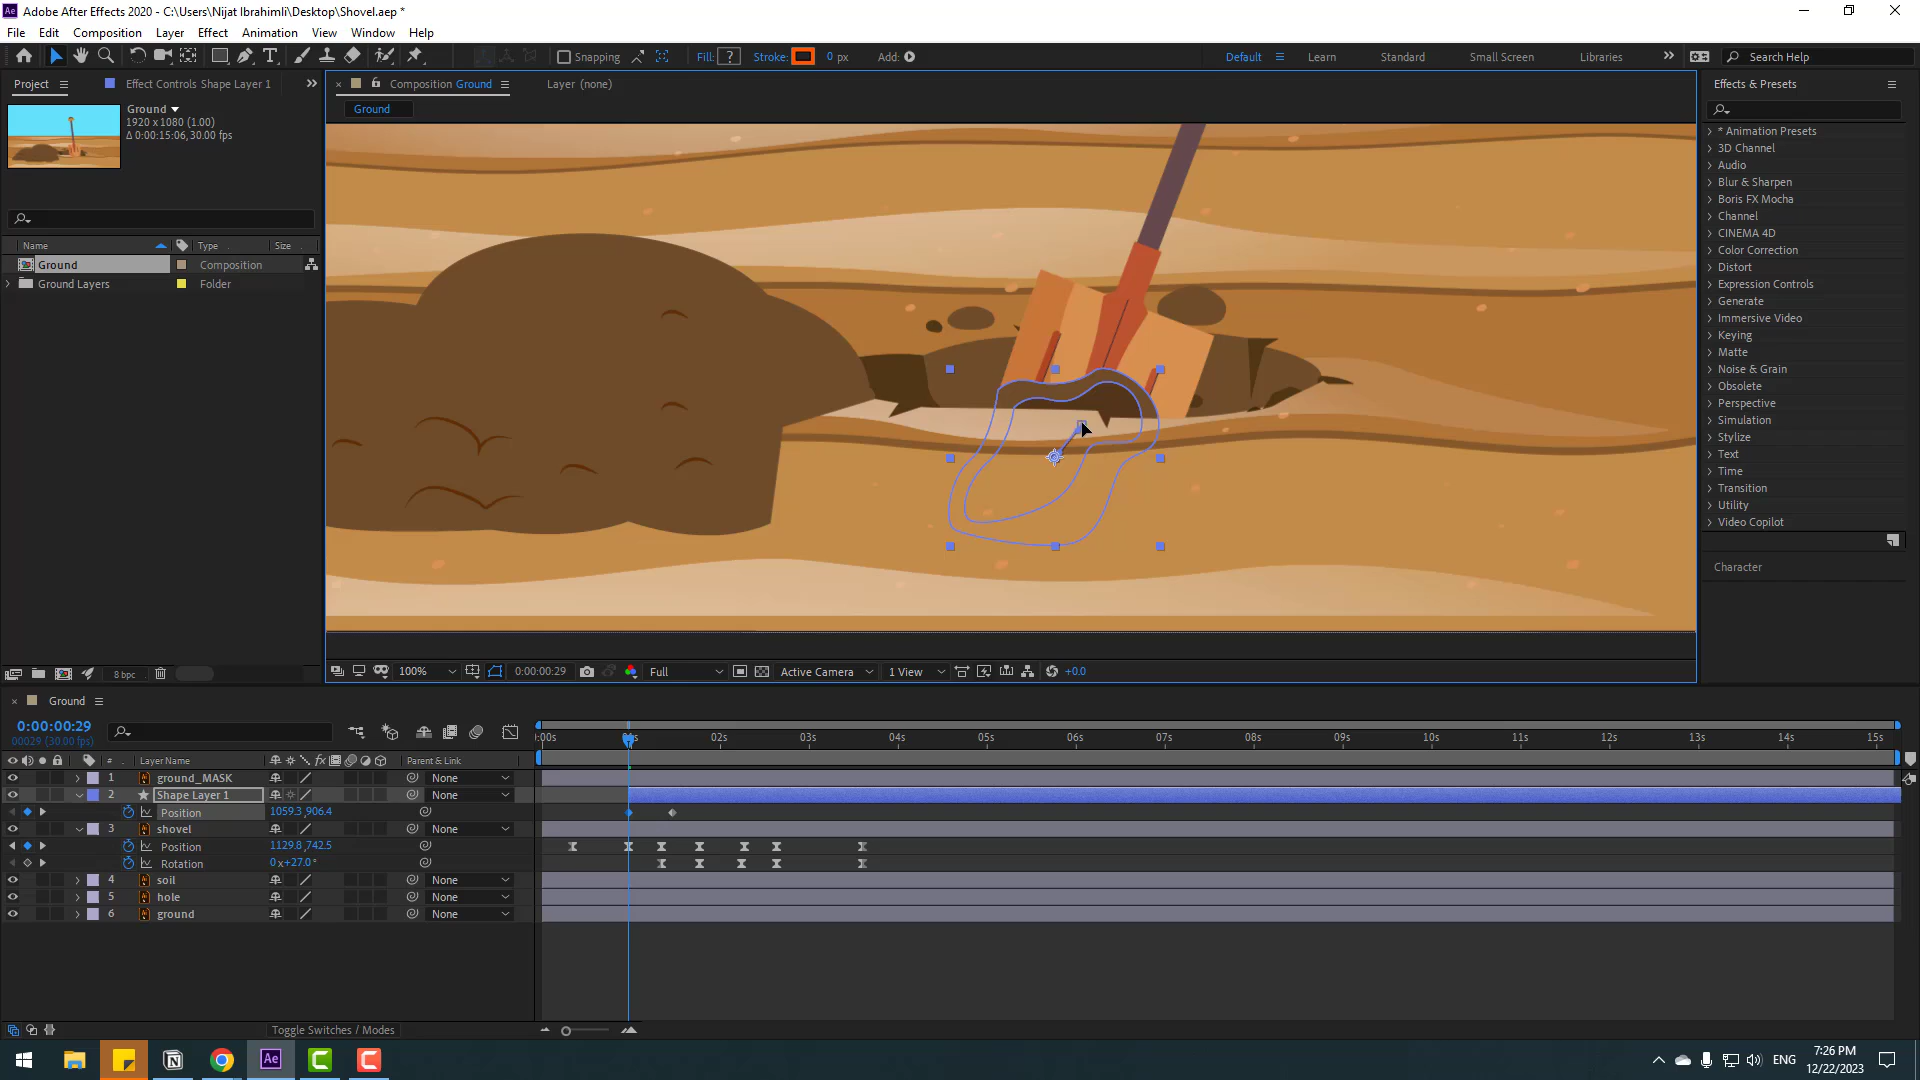 Adobe After Effects 2020 - C:\Users\Nijat Ibrahimli\Desktop\Shovel.aep *
File Edit Composition Layer Effect Animation View Window Help
Snapping Fill: ? Stroke: 0 px Add: Default Learn Standard Small Screen Libraries Search Help
Project Effect Controls Shape Layer 1 Composition Ground Layer (none) Effects & Presets
Ground
1920 x 1080 (1.00)
Δ 0:00:15:06, 30.00 fps
Ground
Name Type Size
Ground Composition
Ground Layers Folder
* Animation Presets
3D Channel
Audio
Blur & Sharpen
Boris FX Mocha
Channel
CINEMA 4D
Color Correction
Distort
Expression Controls
Generate
Immersive Video
Keying
Matte
Noise & Grain
Obsolete
Perspective
Simulation
Stylize
Text
Time
Transition
Utility
Video Copilot
Character
8 bpc 100% 0:00:00:29 Full Active Camera 1 View +0.0
Ground
0:00:00:29
00029 (30.00 fps)
:00s 02s 03s 04s 05s 06s 07s 08s 09s 10s 11s 12s 13s 14s 15s
# Layer Name Parent & Link
1 ground_MASK None
2 Shape Layer 1 None
Position 1059.3,906.4
3 shovel None
Position 1129.8,742.5
Rotation 0x+27.0°
4 soil None
5 hole None
6 ground None
Toggle Switches / Modes
Ae
ENG
7:26 PM
12/22/2023